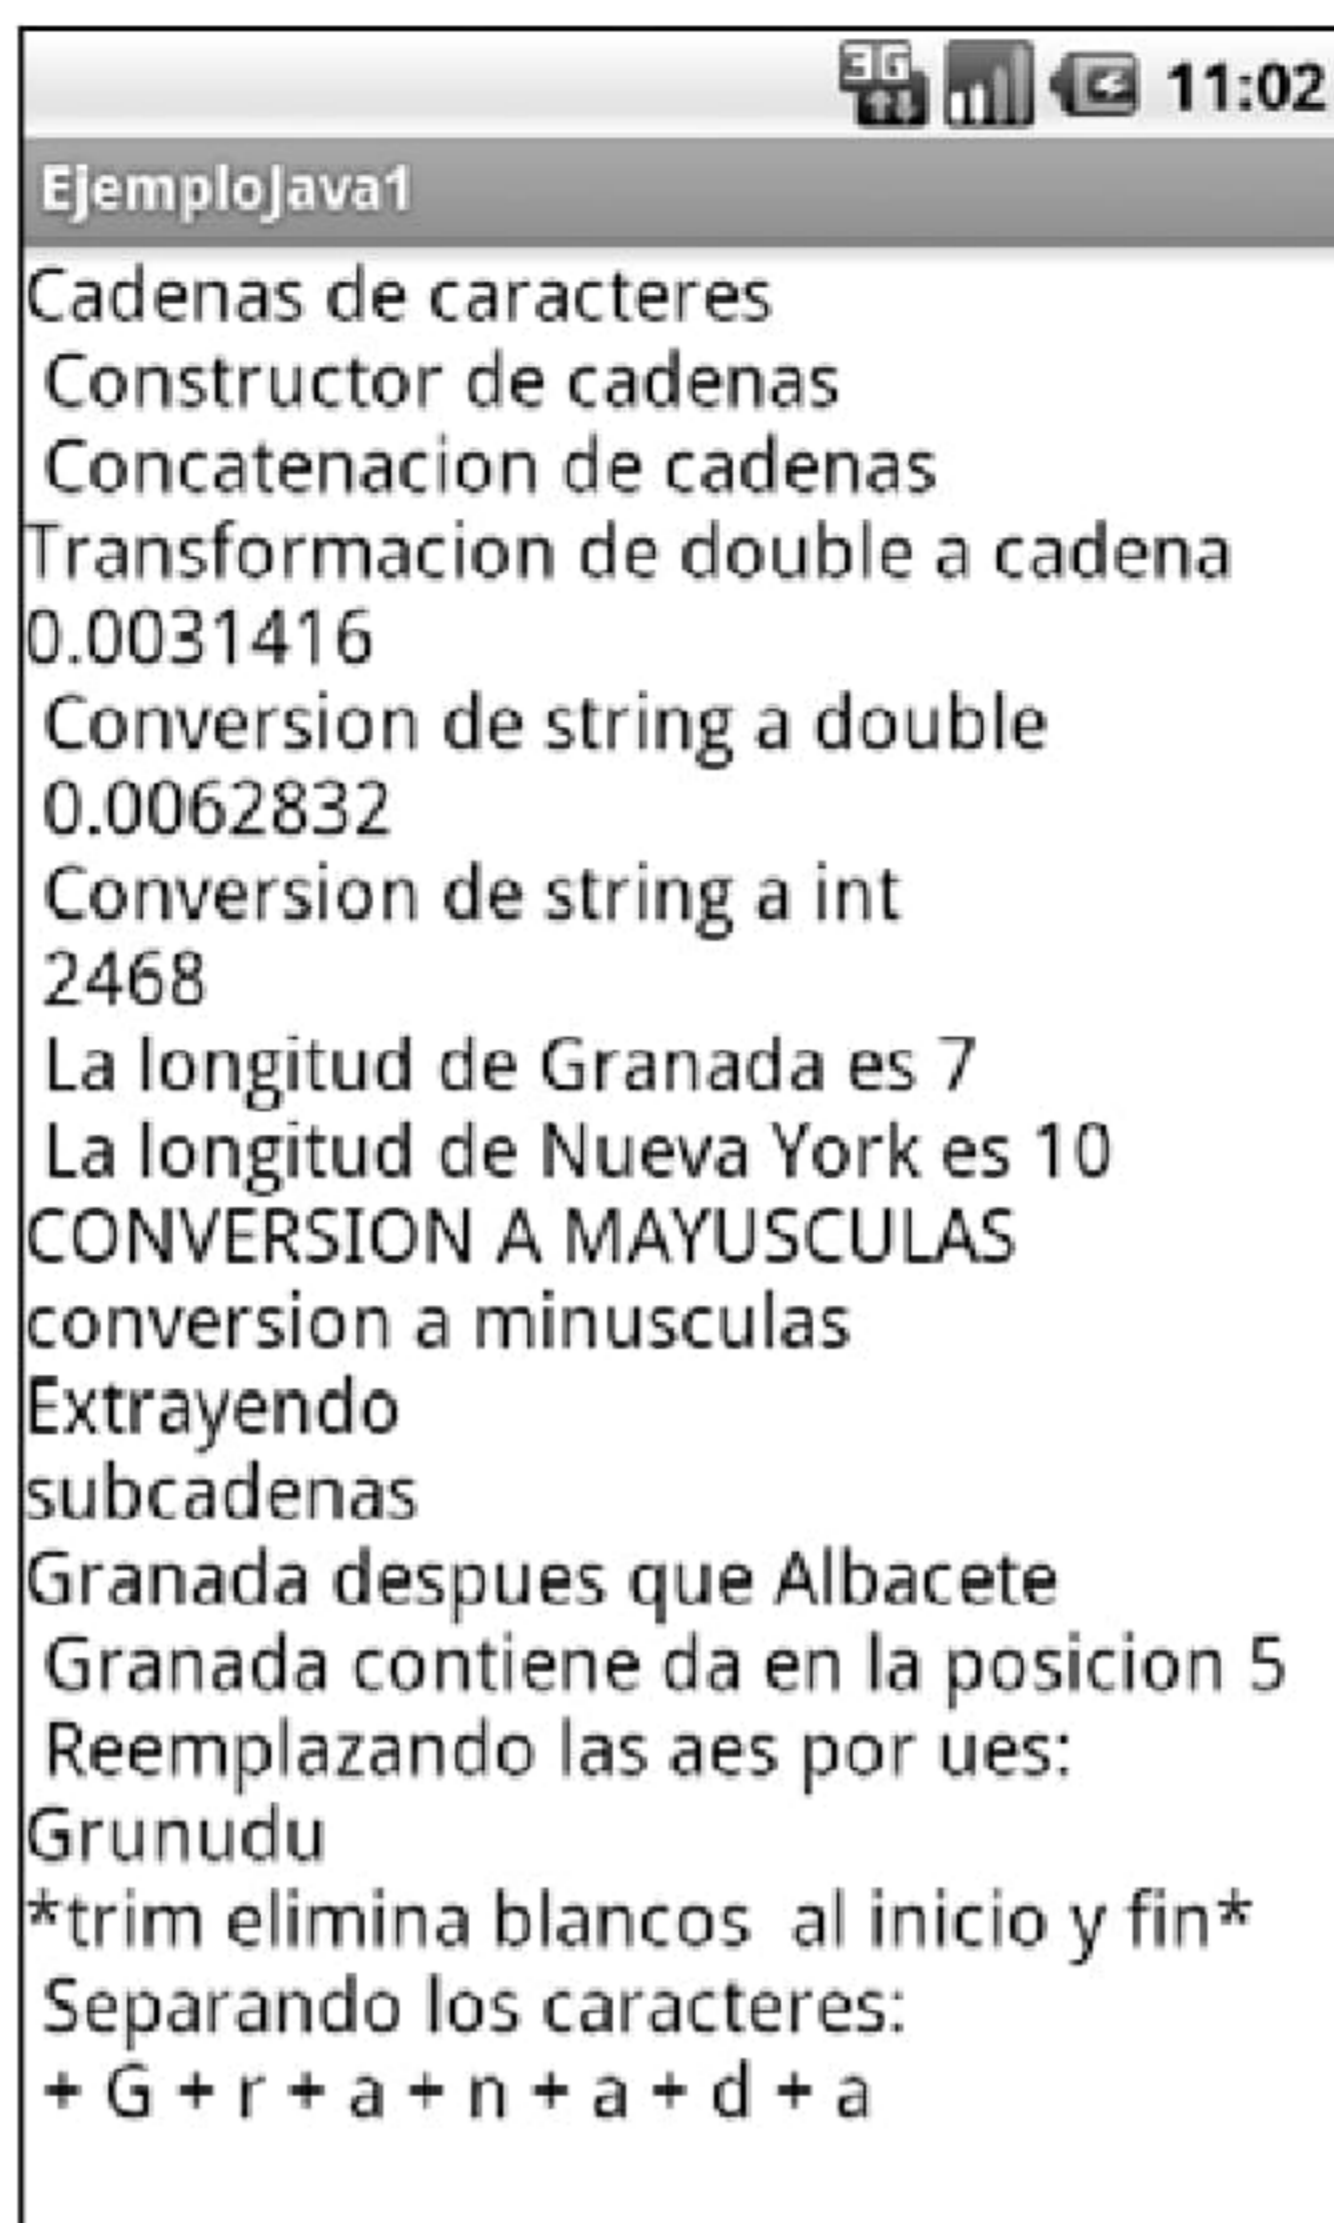 3G 11:02
EjemploJava1
Cadenas de caracteres
Constructor de cadenas
Concatenacion de cadenas
Transformacion de double a cadena
0.0031416
Conversion de string a double
0.0062832
Conversion de string a int
2468
La longitud de Granada es 7
La longitud de Nueva York es 10
CONVERSION A MAYUSCULAS
conversion a minusculas
Extrayendo
subcadenas
Granada despues que Albacete
Granada contiene da en la posicion 5
Reemplazando las aes por ues:
Grunudu
*trim elimina blancos  al inicio y fin*
Separando los caracteres:
+ G + r + a + n + a + d + a